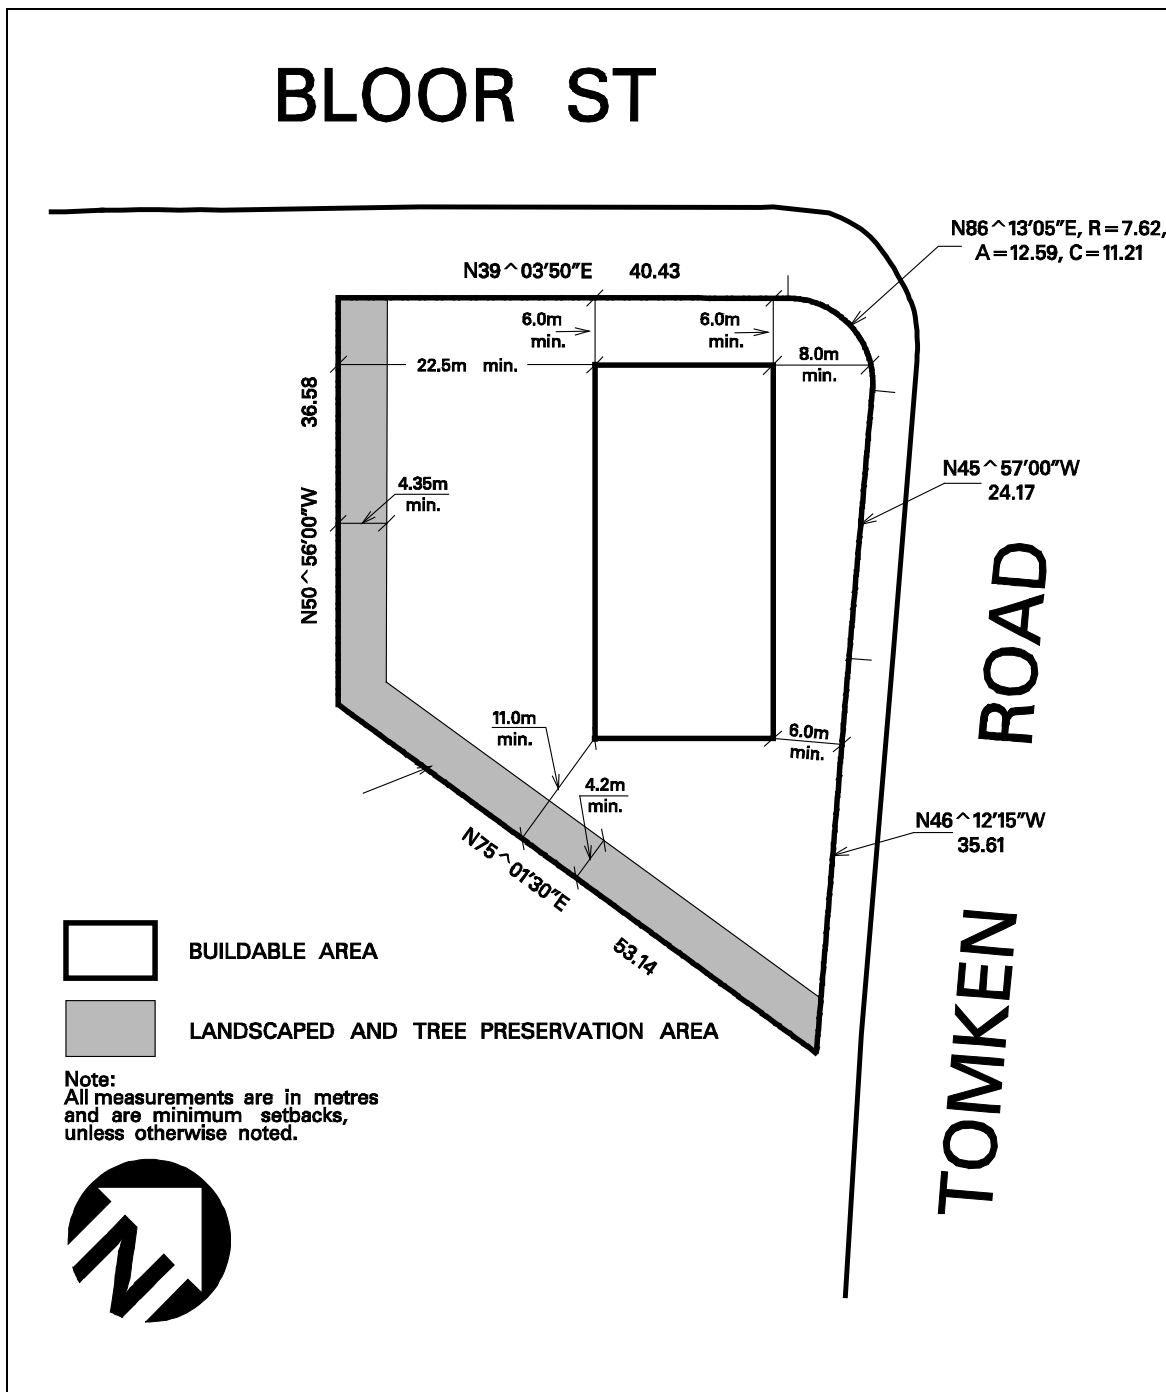 BLOOR ST
N86^13'05"E, R=7.62,
A=12.59, C=11.21
N39^03'50"E 40.43
6.0m
min.
6.0m
min.
8.0m
min.
22.5m min.
36.58
N50^56'00"W
4.35m
min.
N45^57'00"W
24.17
11.0m
min.
6.0m
min.
4.2m
min.
N75^01'30"E
53.14
N46^12'15"W
35.61
TOMKEN ROAD
BUILDABLE AREA
LANDSCAPED AND TREE PRESERVATION AREA
Note:
All measurements are in metres
and are minimum setbacks,
unless otherwise noted.
N